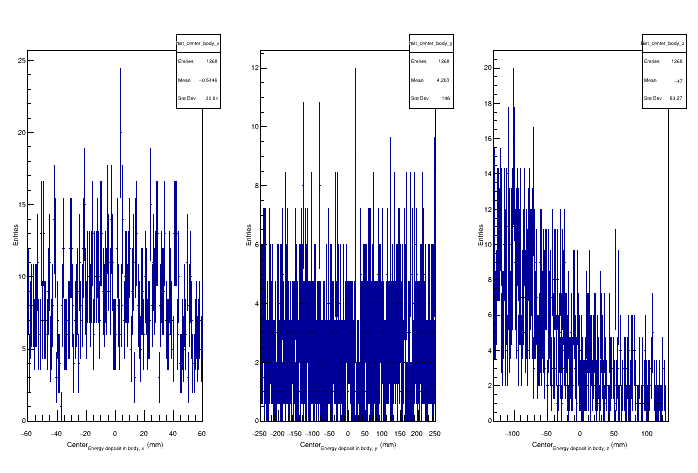 hist_center_body_x
Entries 1368
Mean −0.5446
Std Dev 32.81
25
20
15
10
5
0
Entries
-60 -40 -20 0 20 40 60
Center Energy deposit in body, x (mm)
hist_center_body_y
Entries 1368
Mean 4.203
Std Dev 146
12
10
8
6
4
2
0
Entries
-250 -200 -150 -100 -50 0 50 100 150 200 250
Center Energy deposit in body, y (mm)
hist_center_body_z
Entries 1368
Mean −47
Std Dev 63.27
20
18
16
14
12
10
8
6
4
2
0
Entries
-100 -50 0 50 100
Center Energy deposit in body, z (mm)